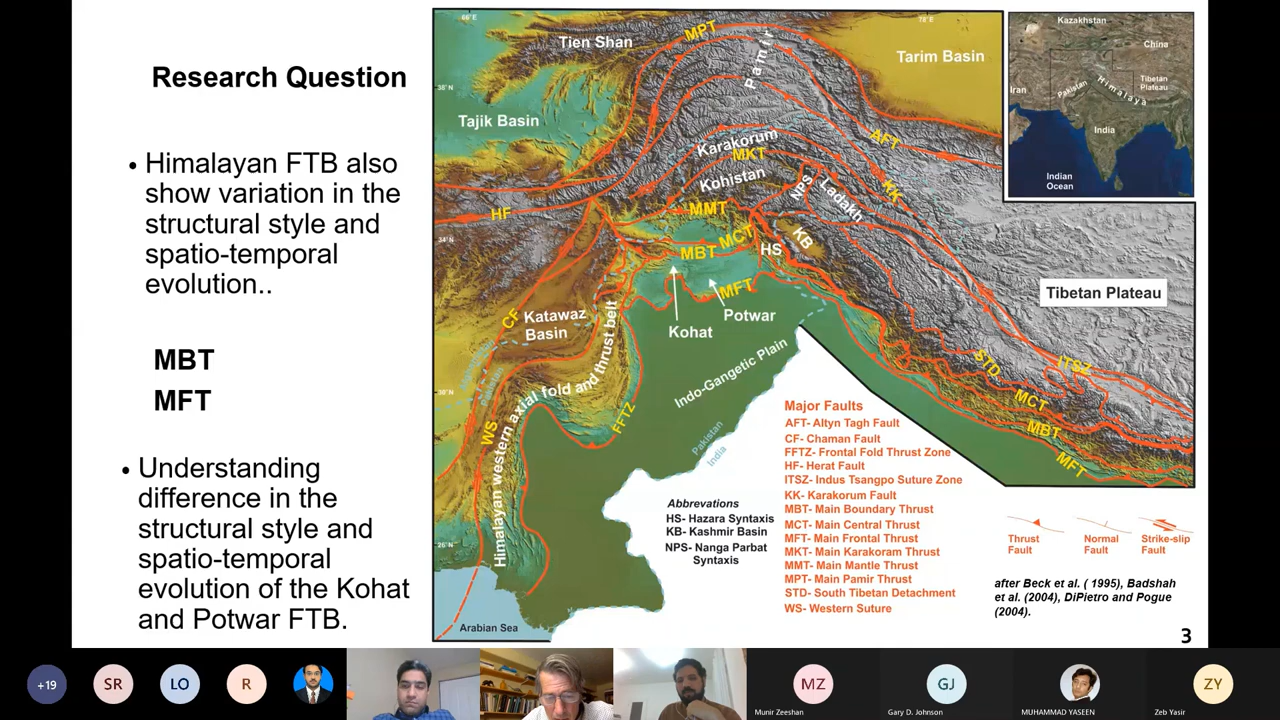 Research Question
• Himalayan FTB also
show variation in the
structural style and
spatio-temporal
evolution..
MBT
MFT
• Understanding
difference in the
structural style and
spatio-temporal
evolution of the Kohat
and Potwar FTB.
66°E
78°E
38°N
34°N
30°N
26°N
Tien Shan
MPT
Pamir
Tarim Basin
Tajik Basin
Karakorum
MKT
AFT
Kohistan
NPS
Ladakh
KK
HF
MMT
MCT
MBT
HS
KB
MFT
Tibetan Plateau
CF
Katawaz
Basin
Kohat
Potwar
Himalayan western axial fold and thrust belt
Indo-Gangetic Plain
WS
FFTZ
Pakistan
India
STD
ITSZ
MCT
MBT
MFT
Arabian Sea
Kazakhstan
China
Iran
Pakistan
Himalaya
Tibetan
Plateau
India
Indian
Ocean
Abbrevations
HS- Hazara Syntaxis
KB- Kashmir Basin
NPS- Nanga Parbat
Syntaxis
Major Faults
AFT- Altyn Tagh Fault
CF- Chaman Fault
FFTZ- Frontal Fold Thrust Zone
HF- Herat Fault
ITSZ- Indus Tsangpo Suture Zone
KK- Karakorum Fault
MBT- Main Boundary Thrust
MCT- Main Central Thrust
MFT- Main Frontal Thrust
MKT- Main Karakoram Thrust
MMT- Main Mantle Thrust
MPT- Main Pamir Thrust
STD- South Tibetan Detachment
WS- Western Suture
Thrust
Fault
Normal
Fault
Strike-slip
Fault
after Beck et al. ( 1995), Badshah
et al. (2004), DiPietro and Pogue
(2004).
3
+19
SR
LO
R
MZ
GJ
ZY
Munir Zeeshan
Gary D. Johnson
MUHAMMAD YASEEN
Zeb Yasir